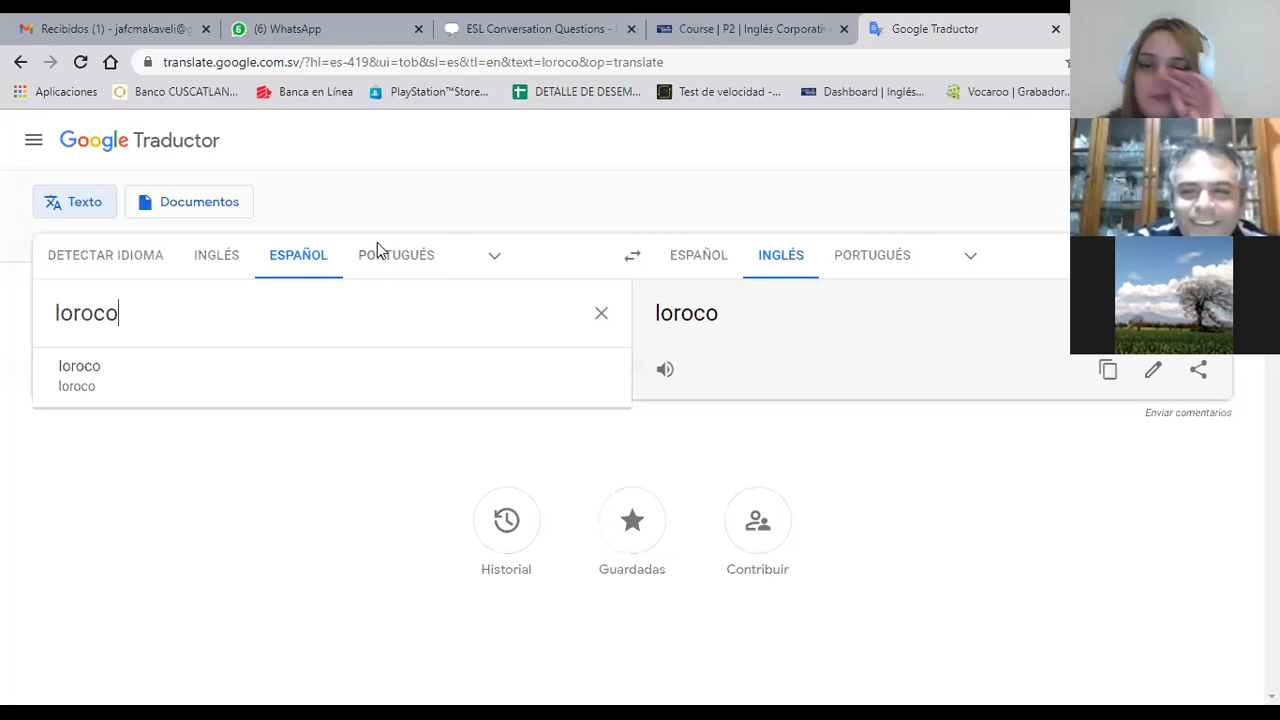 Recibidos (1) - jafcmakaveli@g
(6) WhatsApp
ESL Conversation Questions -
Course | P2 | Inglés Corporativ
Google Traductor
translate.google.com.sv/?hl=es-419&ui=tob&sl=es&tl=en&text=loroco&op=translate
Aplicaciones
Banco CUSCATLAN...
Banca en Línea
PlayStation™Store...
DETALLE DE DESEM...
Test de velocidad -...
Dashboard | Inglés...
Vocaroo | Grabador...
Google Traductor
Texto
Documentos
DETECTAR IDIOMA INGLÉS ESPAÑOL PORTUGUÉS
ESPAÑOL INGLÉS PORTUGUÉS
loroco
loroco
loroco
loroco
Enviar comentarios
Historial
Guardadas
Contribuir